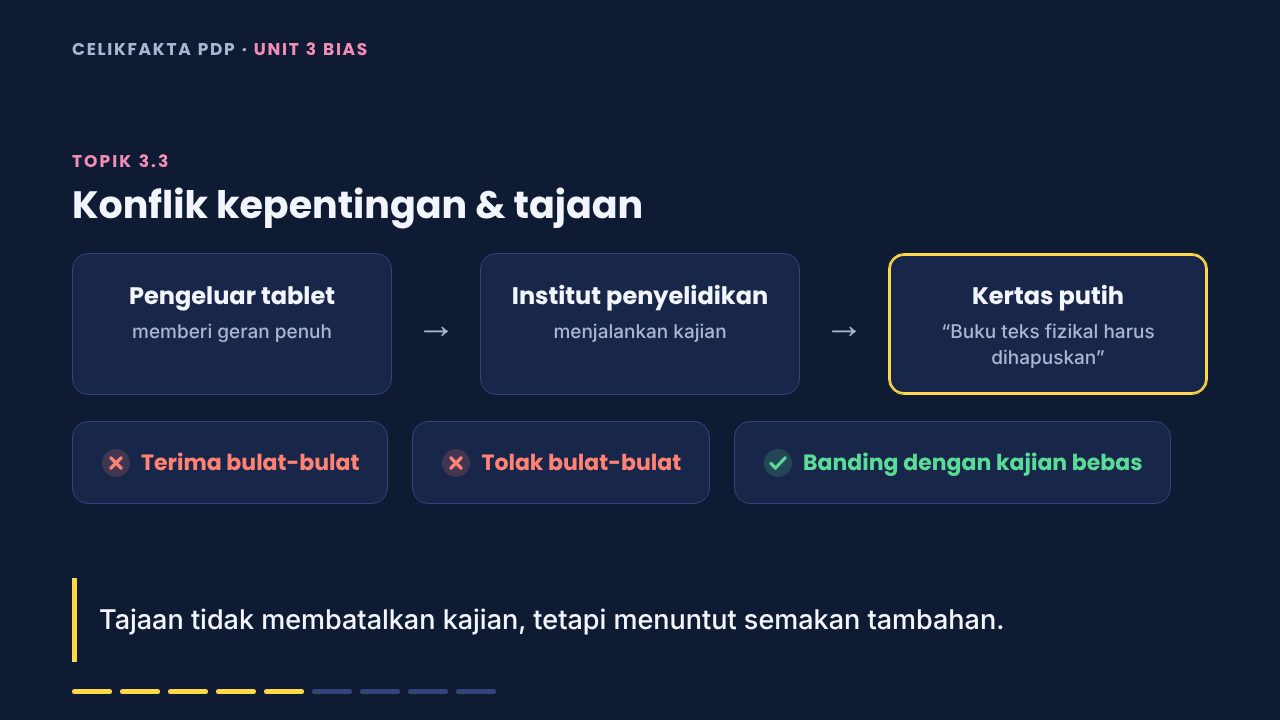 CELIKFAKTA PDP · UNIT 3 BIAS
TOPIK 3.3
Konflik kepentingan & tajaan
Pengeluar tablet
memberi geran penuh
→
Institut penyelidikan
menjalankan kajian
→
Kertas putih
“Buku teks fizikal harus
dihapuskan”
Terima bulat-bulat
Tolak bulat-bulat
Banding dengan kajian bebas
Tajaan tidak membatalkan kajian, tetapi menuntut semakan tambahan.